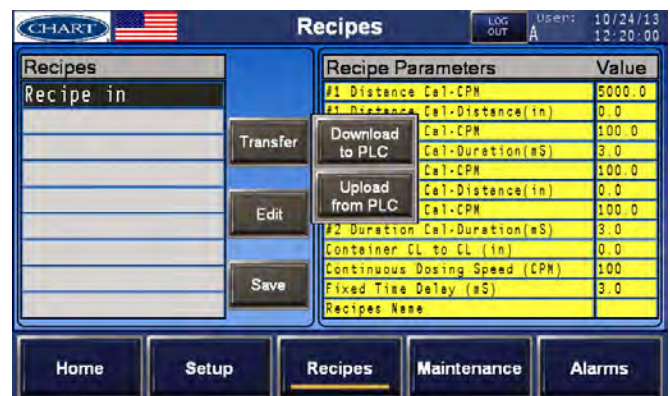 CHART
Recipes
LOG OUT
User: A
10/24/13
12:20:00
Recipes
Recipe in
Transfer
Edit
Save
Download to PLC
Upload from PLC
Recipe Parameters Value
#1 Distance Cal-CPM 5000.0
#1 Distance Cal-Distance(in) 0.0
Cal-CPM 100.0
Cal-Duration(mS) 3.0
Cal-CPM 100.0
Cal-Distance(in) 0.0
Cal-CPM 100.0
#2 Duration Cal-Duration(mS) 3.0
Container CL to CL (in) 0.0
Continuous Dosing Speed (CPM) 100
Fixed Time Delay (mS) 3.0
Recipes Name
Home Setup Recipes Maintenance Alarms